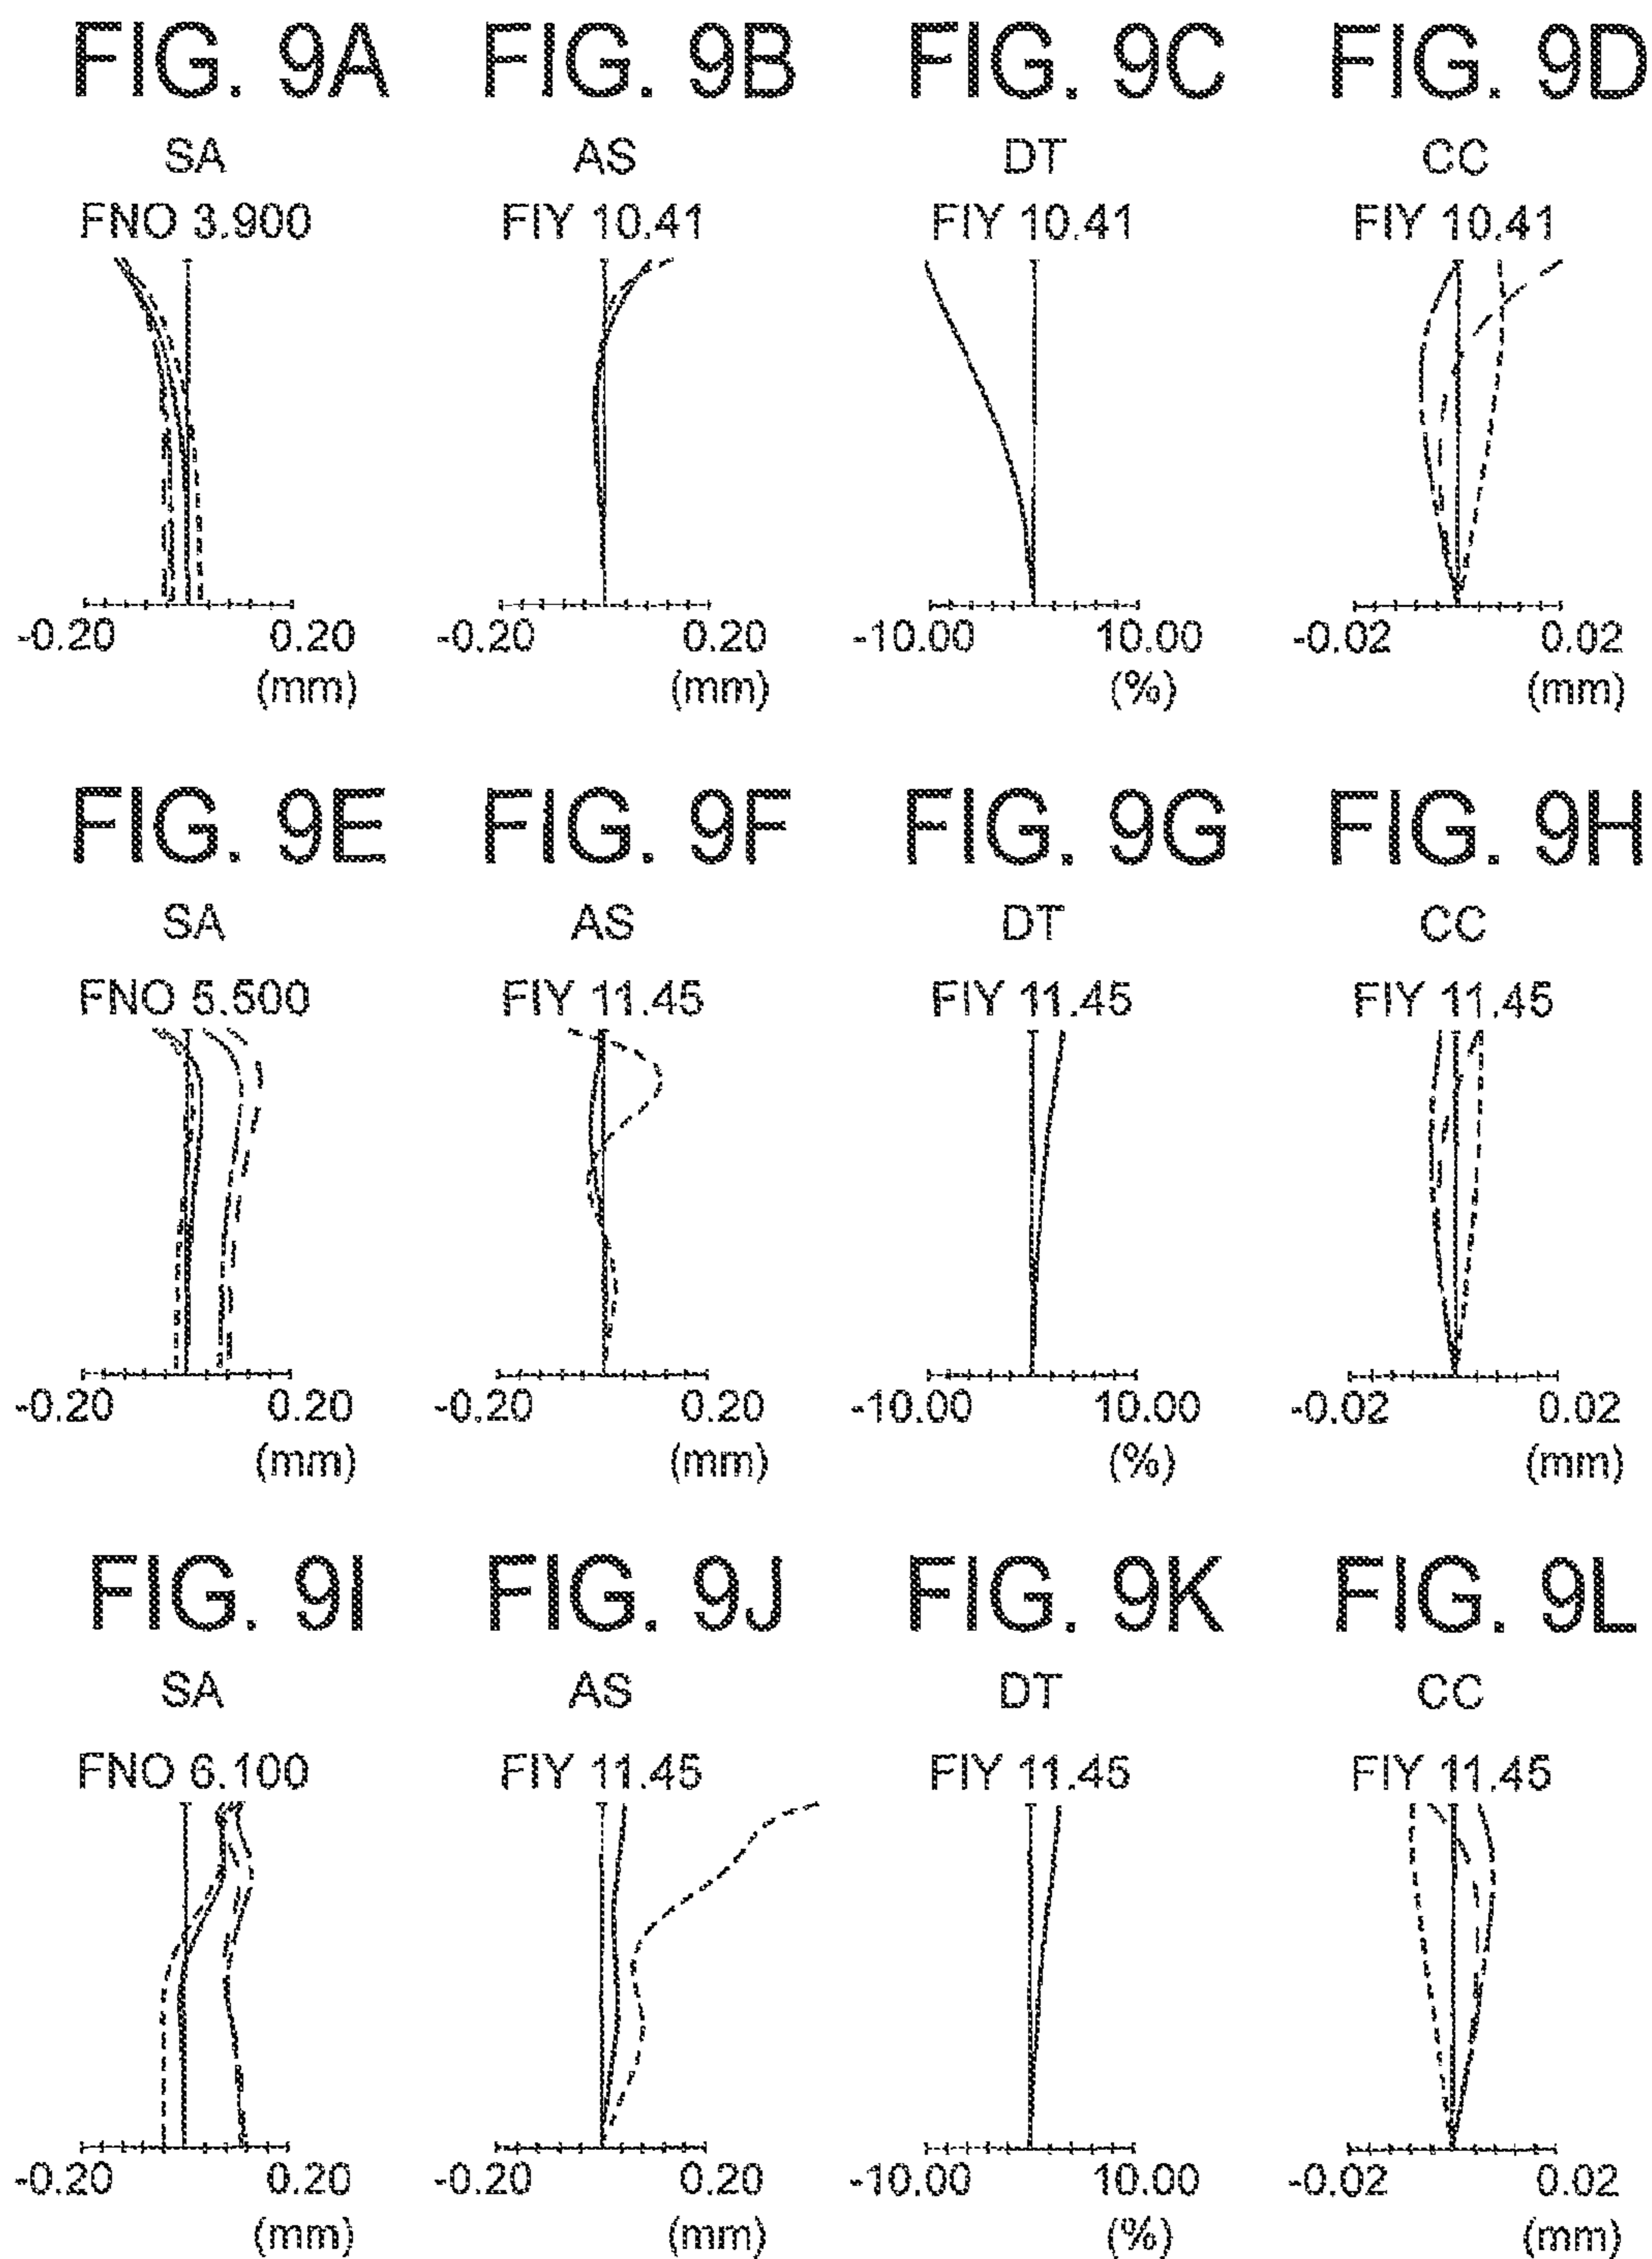 FIG. 9A FIG. 9B FIG. 9C FIG. 9D
SA AS DT CC
FNO 3.900 FIY 10.41 FIY 10.41 FIY 10.41
-0.20 0.20 -0.20 0.20 -10.00 10.00 -0.02 0.02
(mm) (mm) (%) (mm)
FIG. 9E FIG. 9F FIG. 9G FIG. 9H
SA AS DT CC
FNO 5.500 FIY 11.45 FIY 11.45 FIY 11.45
-0.20 0.20 -0.20 0.20 -10.00 10.00 -0.02 0.02
(mm) (mm) (%) (mm)
FIG. 9I FIG. 9J FIG. 9K FIG. 9L
SA AS DT CC
FNO 6.100 FIY 11.45 FIY 11.45 FIY 11.45
-0.20 0.20 -0.20 0.20 -10.00 10.00 -0.02 0.02
(mm) (mm) (%) (mm)